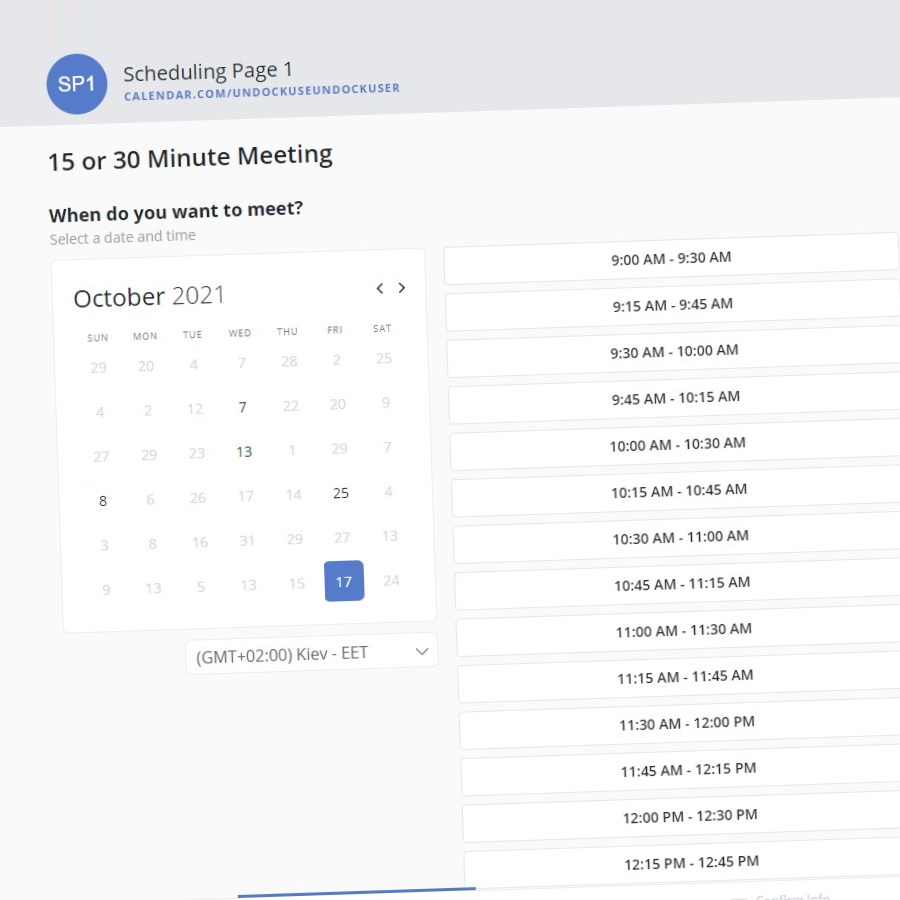 SP1
Scheduling Page 1
CALENDAR.COM/UNDOCKUSEUNDOCKUSER
15 or 30 Minute Meeting
When do you want to meet?
Select a date and time
October 2021
SUN MON TUE WED THU FRI SAT
29 20 4 7 28 2 25
4 2 12 7 22 20 9
27 29 23 13 1 29 7
8 6 26 17 14 25 4
3 8 16 31 29 27 13
9 13 5 13 15 17 24
(GMT+02:00) Kiev - EET
9:00 AM - 9:30 AM
9:15 AM - 9:45 AM
9:30 AM - 10:00 AM
9:45 AM - 10:15 AM
10:00 AM - 10:30 AM
10:15 AM - 10:45 AM
10:30 AM - 11:00 AM
10:45 AM - 11:15 AM
11:00 AM - 11:30 AM
11:15 AM - 11:45 AM
11:30 AM - 12:00 PM
11:45 AM - 12:15 PM
12:00 PM - 12:30 PM
12:15 PM - 12:45 PM
Confirm Info